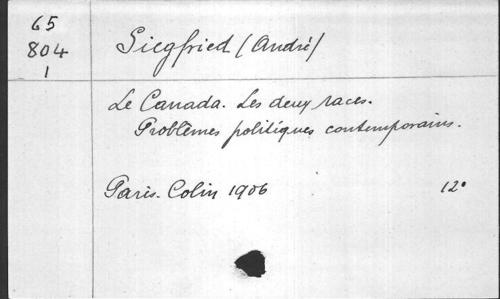 65
804
1
Siegfried (André)
Le Canada. Les deux races.
Problèmes politiques contemporains.
Paris. Colin 1906 12°